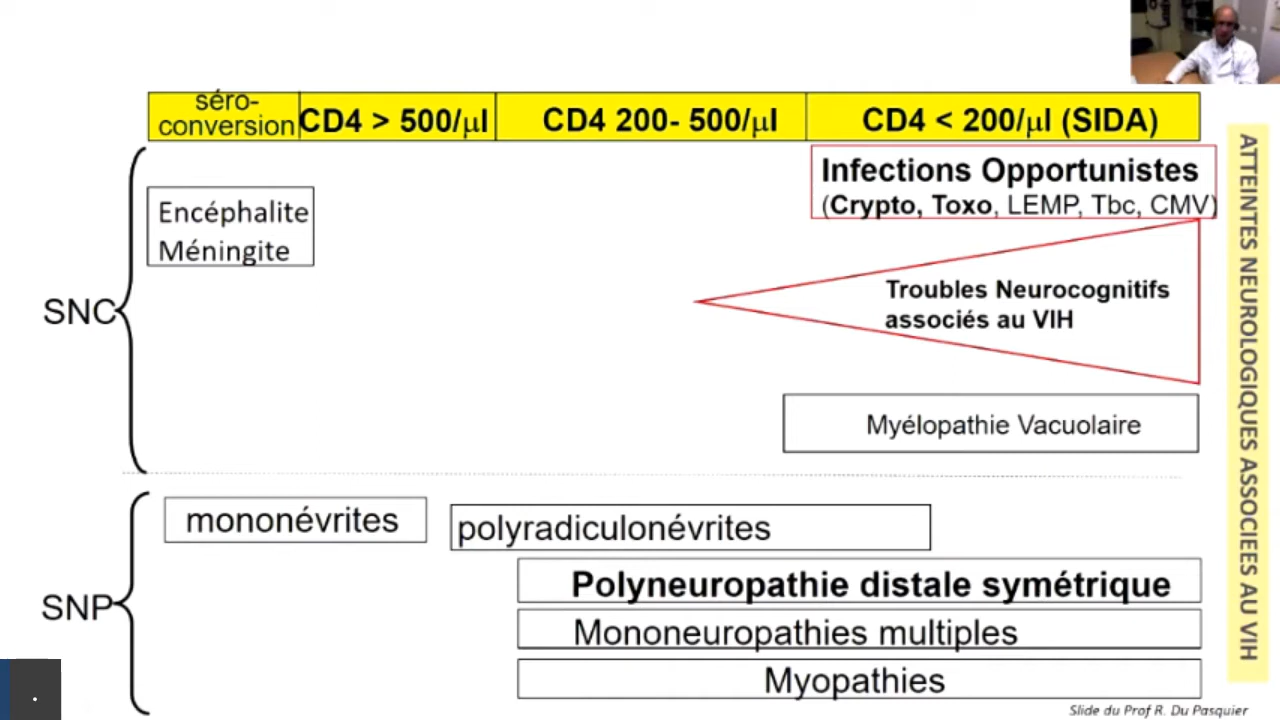 séro-
conversion
CD4 > 500/µl
CD4 200- 500/µl
CD4 < 200/µl (SIDA)
Infections Opportunistes
(Crypto, Toxo, LEMP, Tbc, CMV)
Encéphalite
Méningite
SNC
Troubles Neurocognitifs
associés au VIH
Myélopathie Vacuolaire
mononévrites
polyradiculonévrites
SNP
Polyneuropathie distale symétrique
Mononeuropathies multiples
Myopathies
ATTEINTES NEUROLOGIQUES ASSOCIEES AU VIH
Slide du Prof R. Du Pasquier